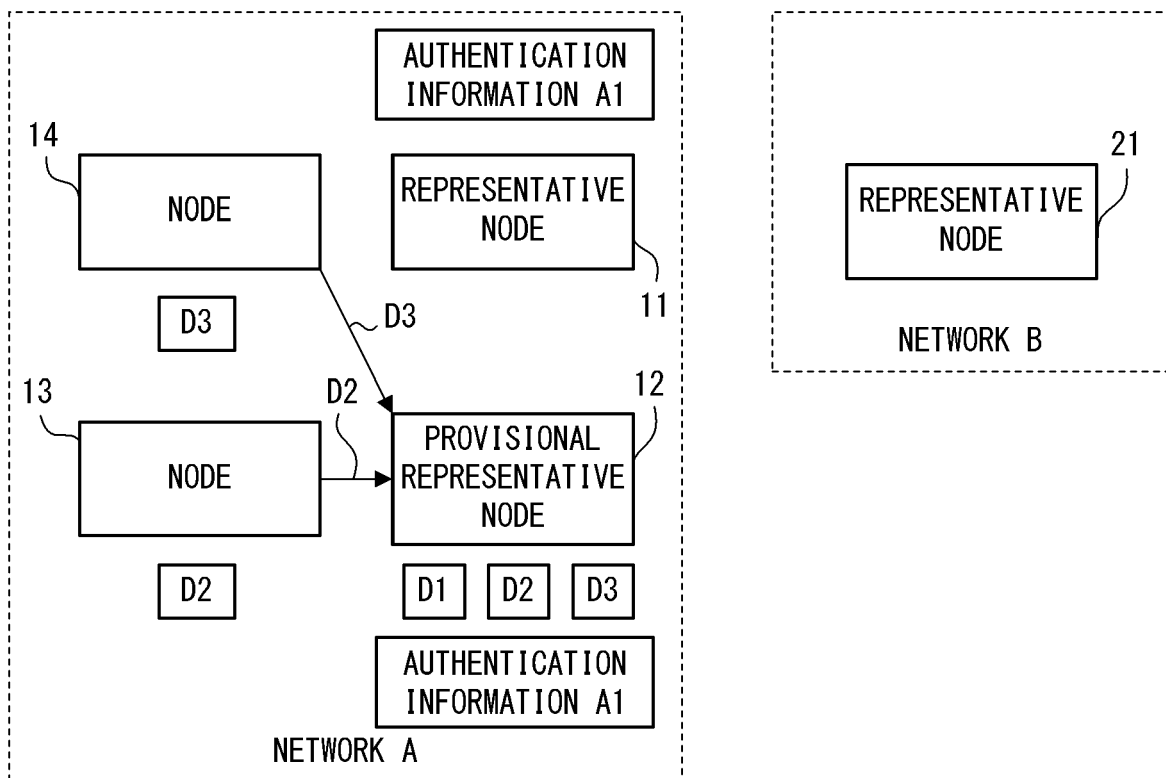 AUTHENTICATION
INFORMATION A1
14
NODE
REPRESENTATIVE
NODE
11
D3
D3
13
NODE
D2
12
PROVISIONAL
REPRESENTATIVE
NODE
D2
D1
D2
D3
AUTHENTICATION
INFORMATION A1
NETWORK A
21
REPRESENTATIVE
NODE
NETWORK B